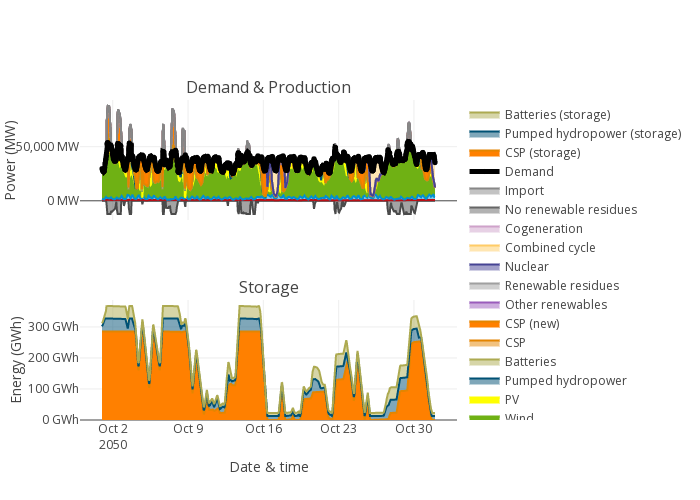 Demand & Production
Power (MW)
50,000 MW
0 MW
Storage
Energy (GWh)
300 GWh
200 GWh
100 GWh
0 GWh
Oct 2
2050
Oct 9
Oct 16
Oct 23
Oct 30
Date & time
Batteries (storage)
Pumped hydropower (storage)
CSP (storage)
Demand
Import
No renewable residues
Cogeneration
Combined cycle
Nuclear
Renewable residues
Other renewables
CSP (new)
CSP
Batteries
Pumped hydropower
PV
Wind